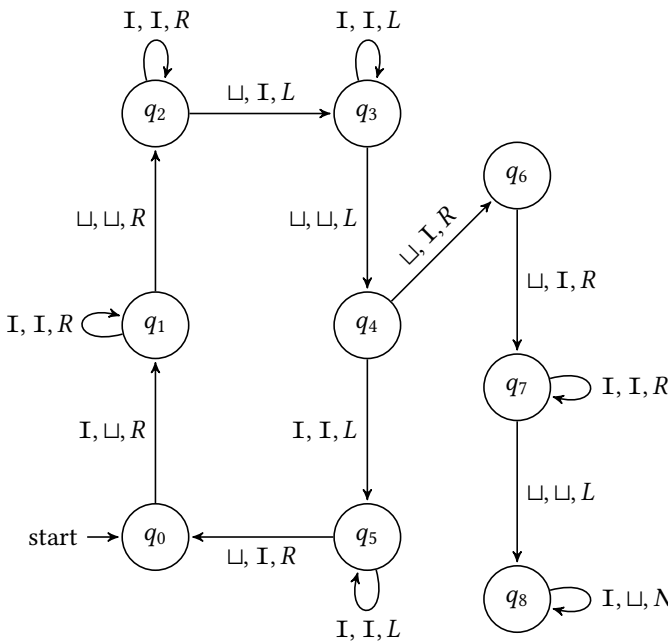 I, I, R
I, I, L
q2
⊔, I, L
q3
q6
⊔, ⊔, R
⊔, ⊔, L
⊔, I, R
⊔, I, R
I, I, R
q1
q4
q7
I, I, R
I, ⊔, R
I, I, L
⊔, ⊔, L
start
q0
⊔, I, R
q5
q8
I, ⊔, N
I, I, L